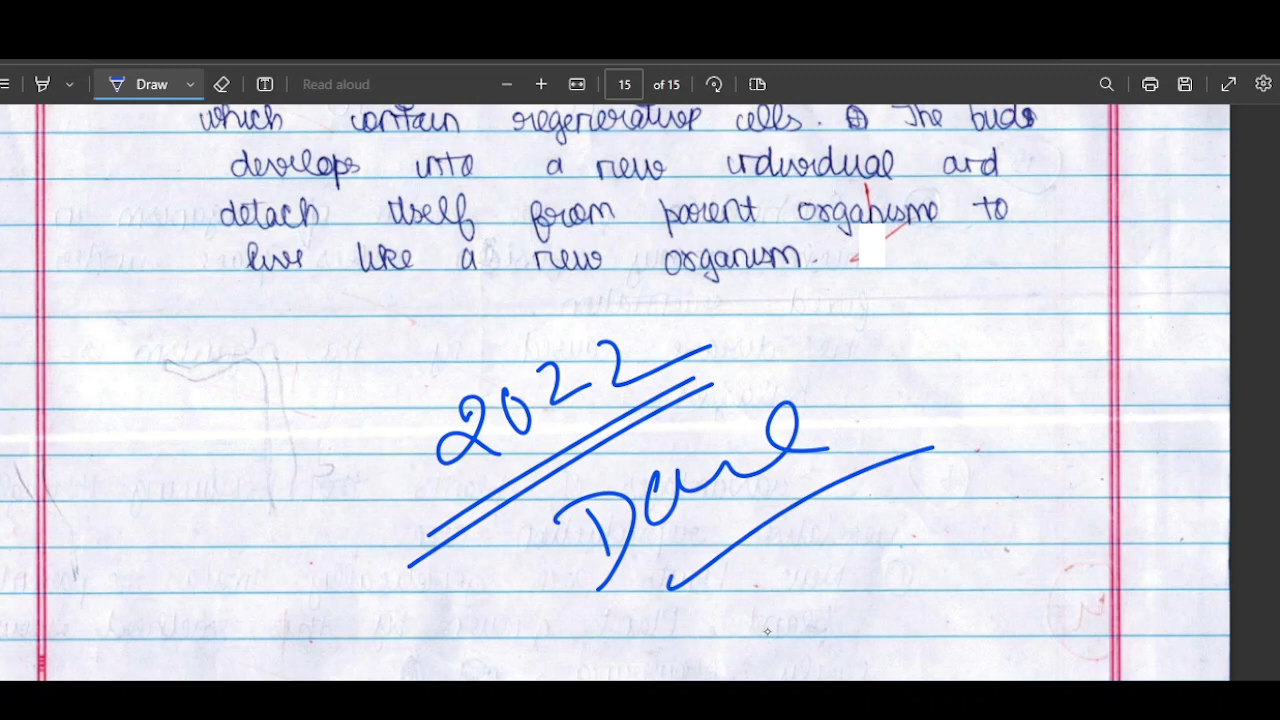 Draw
Read aloud
15 of 15
which contain regenerative cells. The buds
develops into a new individual and
detach itself from parent organisms to
live like a new organism.
2022
Done